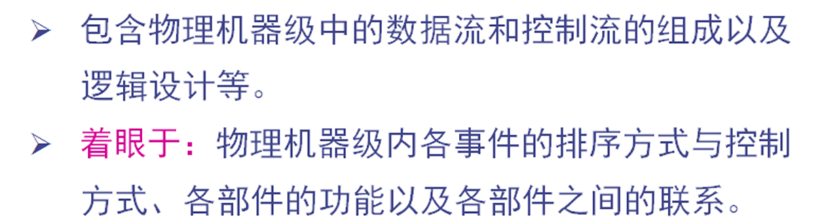 ➢ 包含物理机器级中的数据流和控制流的组成以及
逻辑设计等。
➢ 着眼于：物理机器级内各事件的排序方式与控制
方式、各部件的功能以及各部件之间的联系。